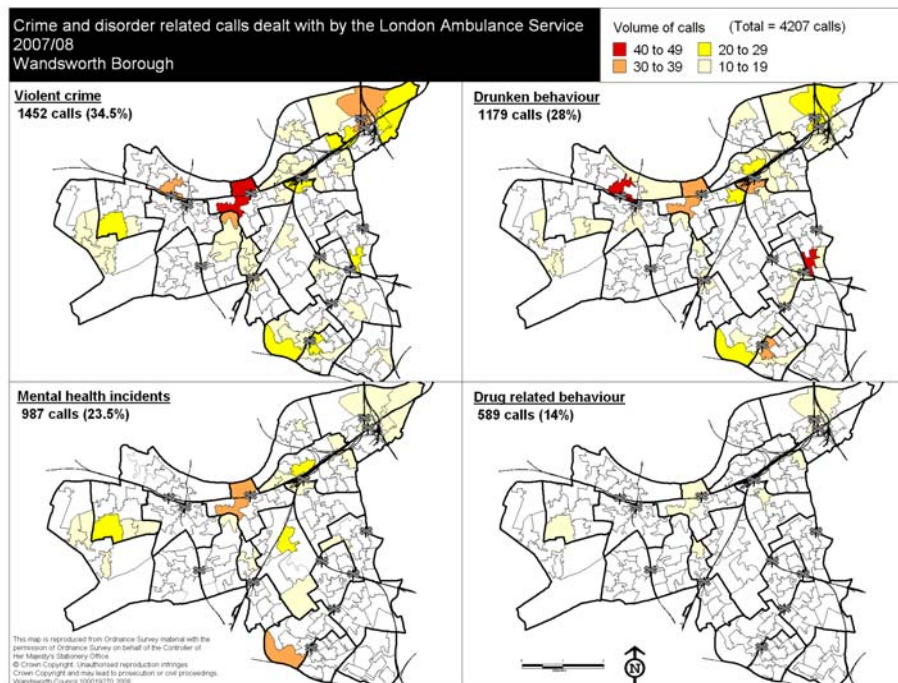 Crime and disorder related calls dealt with by the London Ambulance Service
2007/08
Wandsworth Borough
Volume of calls (Total = 4207 calls)
40 to 49 20 to 29
30 to 39 10 to 19
Violent crime
1452 calls (34.5%)
Drunken behaviour
1179 calls (28%)
Mental health incidents
987 calls (23.5%)
Drug related behaviour
589 calls (14%)
This map is reproduced from Ordnance Survey material with the
permission of Ordnance Survey on behalf of the Controller of
Her Majesty's Stationery Office.
© Crown Copyright. Unauthorised reproduction infringes
Crown Copyright and may lead to prosecution or civil proceedings.
Wandsworth Council 2008
N